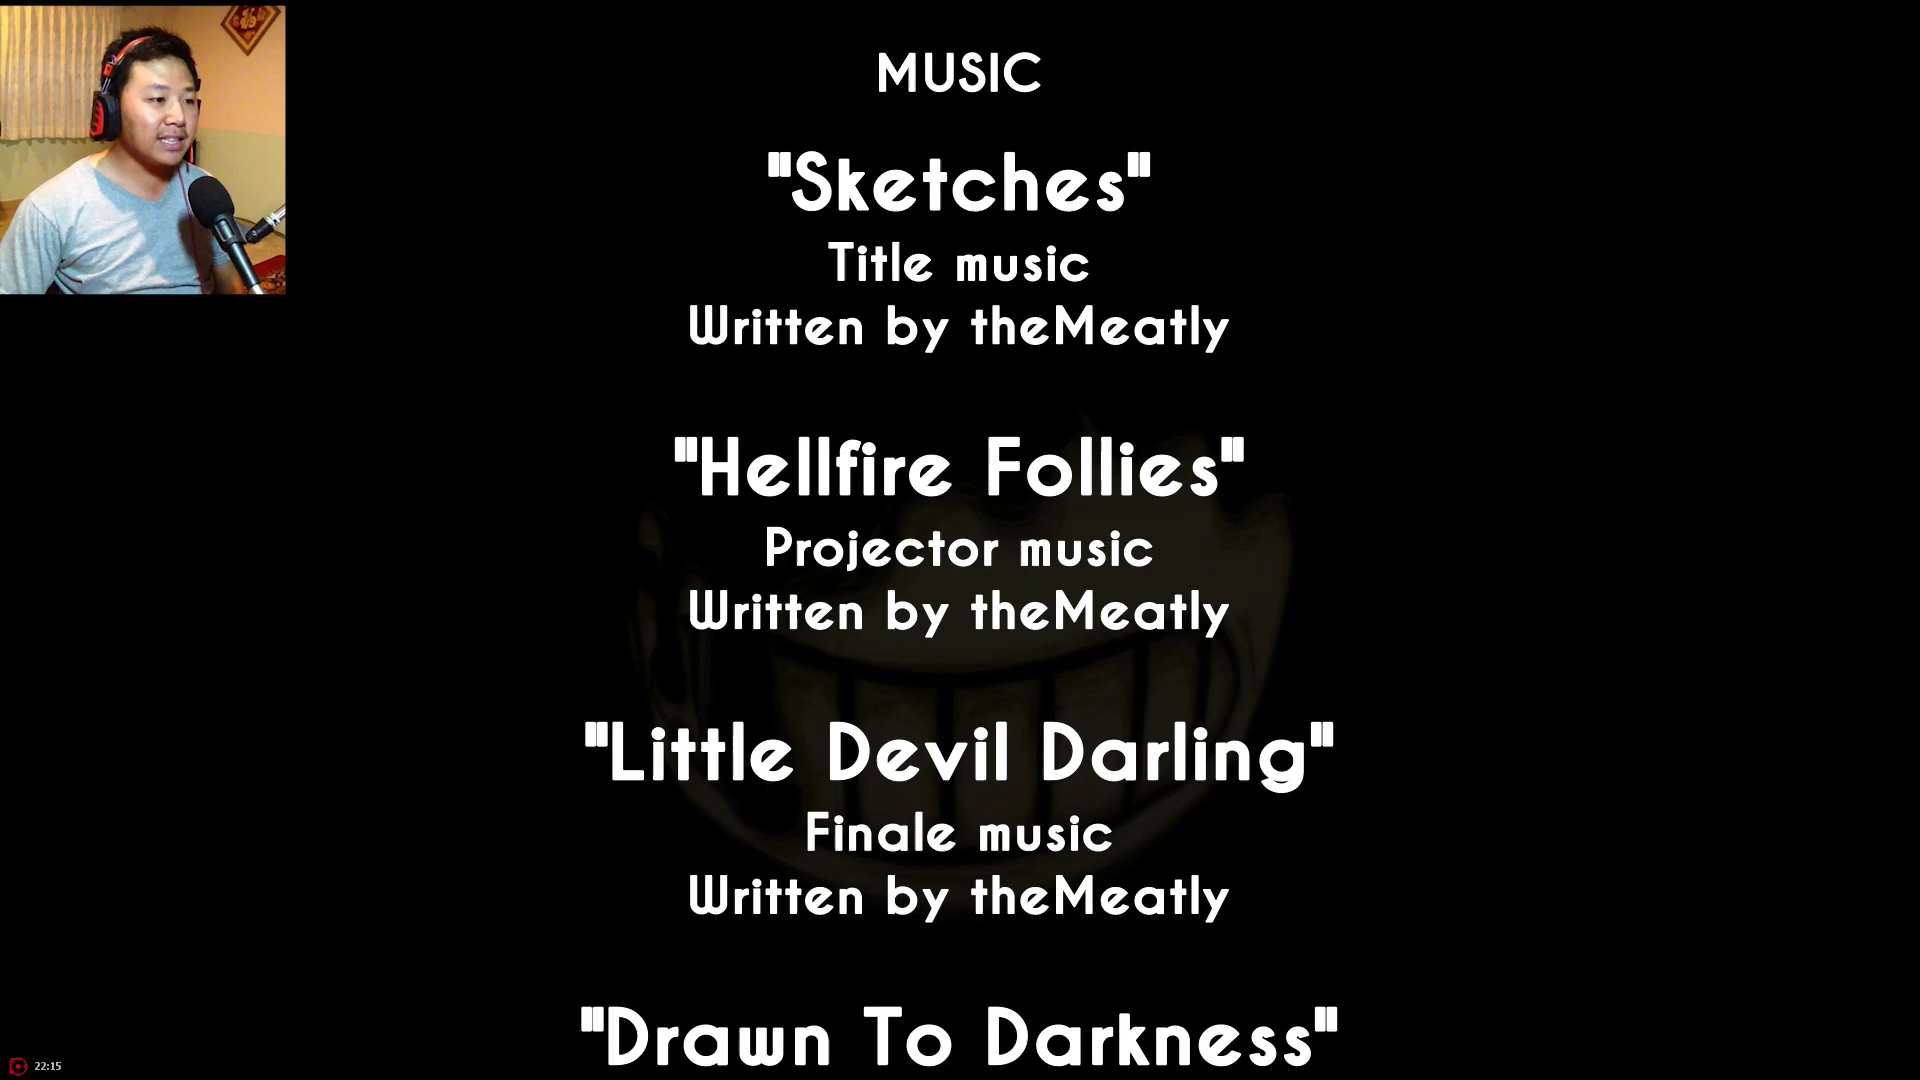 MUSIC
"Sketches"
Title music
Written by theMeatly
"Hellfire Follies"
Projector music
Written by theMeatly
"Little Devil Darling"
Finale music
Written by theMeatly
"Drawn To Darkness"
22:15